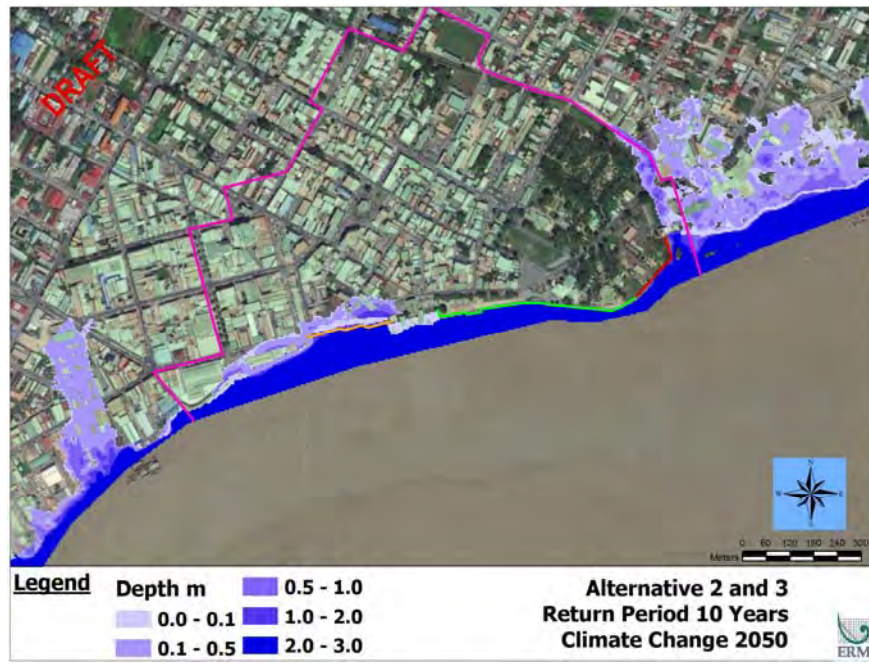 DRAFT
N
W
E
S
0 60 120 180 240 300
Meters
Legend
Depth m
0.0 - 0.1
0.1 - 0.5
0.5 - 1.0
1.0 - 2.0
2.0 - 3.0
Alternative 2 and 3
Return Period 10 Years
Climate Change 2050
ERM